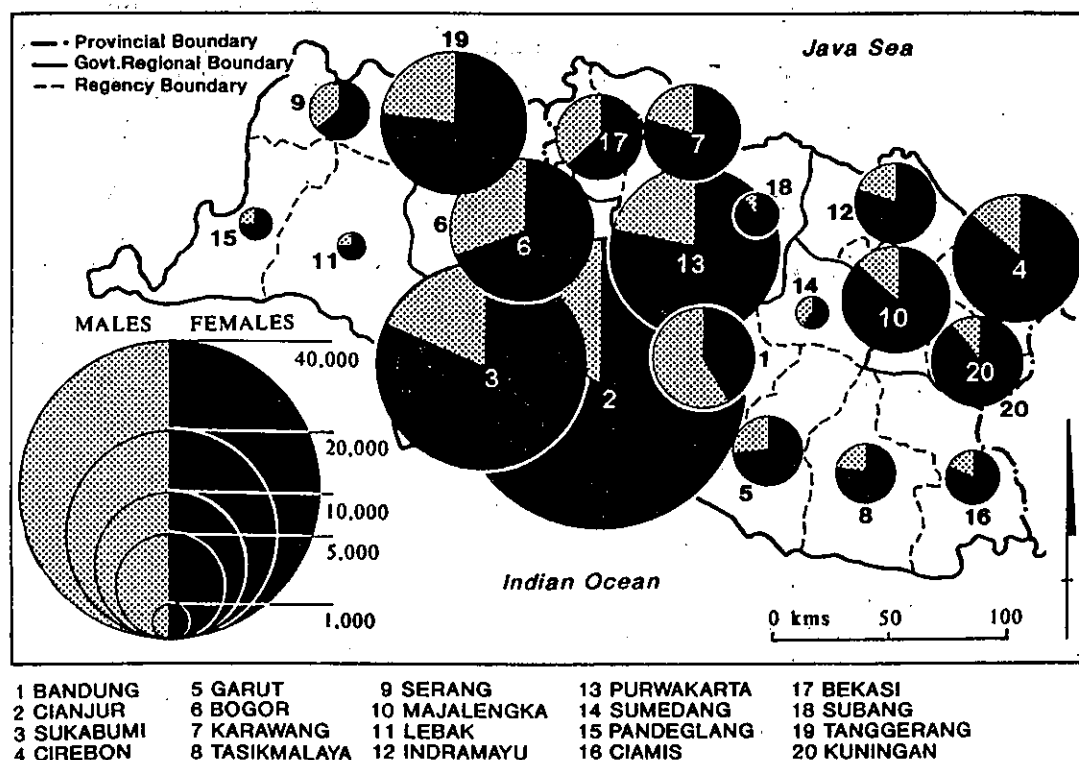 Provincial Boundary
Govt.Regional Boundary
Regency Boundary
Java Sea
19
9
17
7
18
12
15
6
6
11
13
4
14
10
MALES FEMALES
40,000
3
2
1
20
20
20,000
10,000
5
8
16
5,000
Indian Ocean
1,000
0 kms 50 100
1 BANDUNG 5 GARUT 9 SERANG 13 PURWAKARTA 17 BEKASI
2 CIANJUR 6 BOGOR 10 MAJALENGKA 14 SUMEDANG 18 SUBANG
3 SUKABUMI 7 KARAWANG 11 LEBAK 15 PANDEGLANG 19 TANGGERANG
4 CIREBON 8 TASIKMALAYA 12 INDRAMAYU 16 CIAMIS 20 KUNINGAN